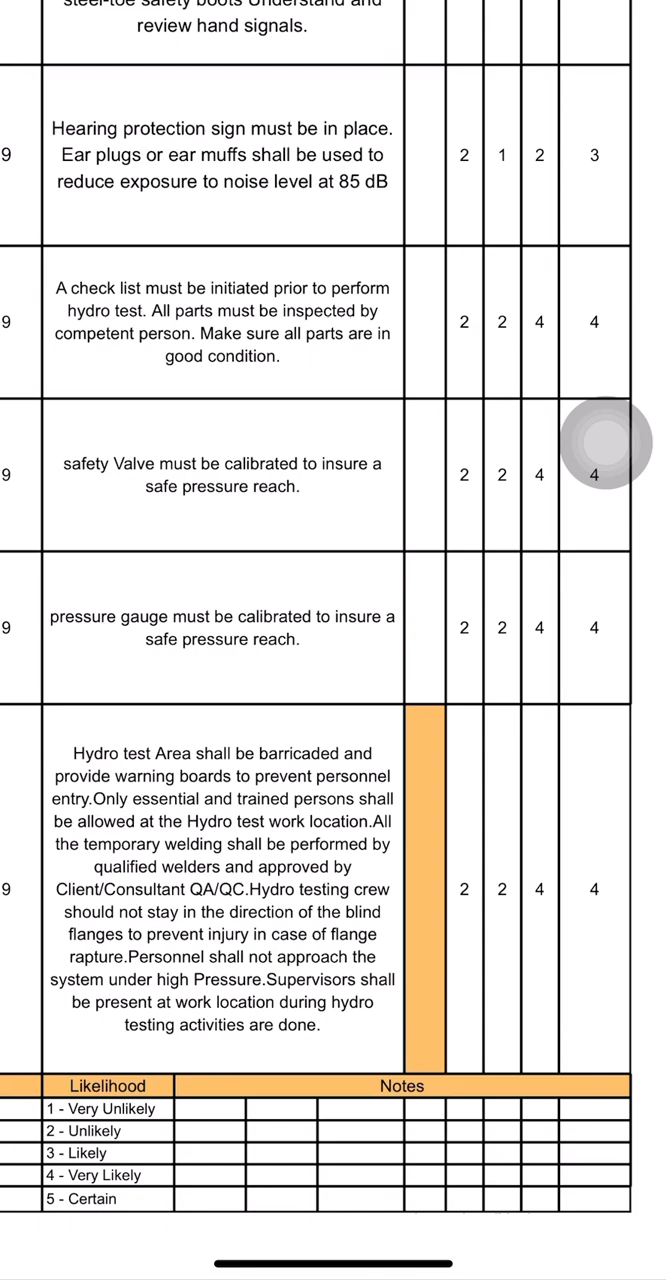 steel-toe safety boots Understand and
review hand signals.
9
Hearing protection sign must be in place.
Ear plugs or ear muffs shall be used to
reduce exposure to noise level at 85 dB
2 1 2 3
9
A check list must be initiated prior to perform
hydro test. All parts must be inspected by
competent person. Make sure all parts are in
good condition.
2 2 4 4
9
safety Valve must be calibrated to insure a
safe pressure reach.
2 2 4 4
9
pressure gauge must be calibrated to insure a
safe pressure reach.
2 2 4 4
9
Hydro test Area shall be barricaded and
provide warning boards to prevent personnel
entry.Only essential and trained persons shall
be allowed at the Hydro test work location.All
the temporary welding shall be performed by
qualified welders and approved by
Client/Consultant QA/QC.Hydro testing crew
should not stay in the direction of the blind
flanges to prevent injury in case of flange
rapture.Personnel shall not approach the
system under high Pressure.Supervisors shall
be present at work location during hydro
testing activities are done.
2 2 4 4
Likelihood Notes
1 - Very Unlikely
2 - Unlikely
3 - Likely
4 - Very Likely
5 - Certain